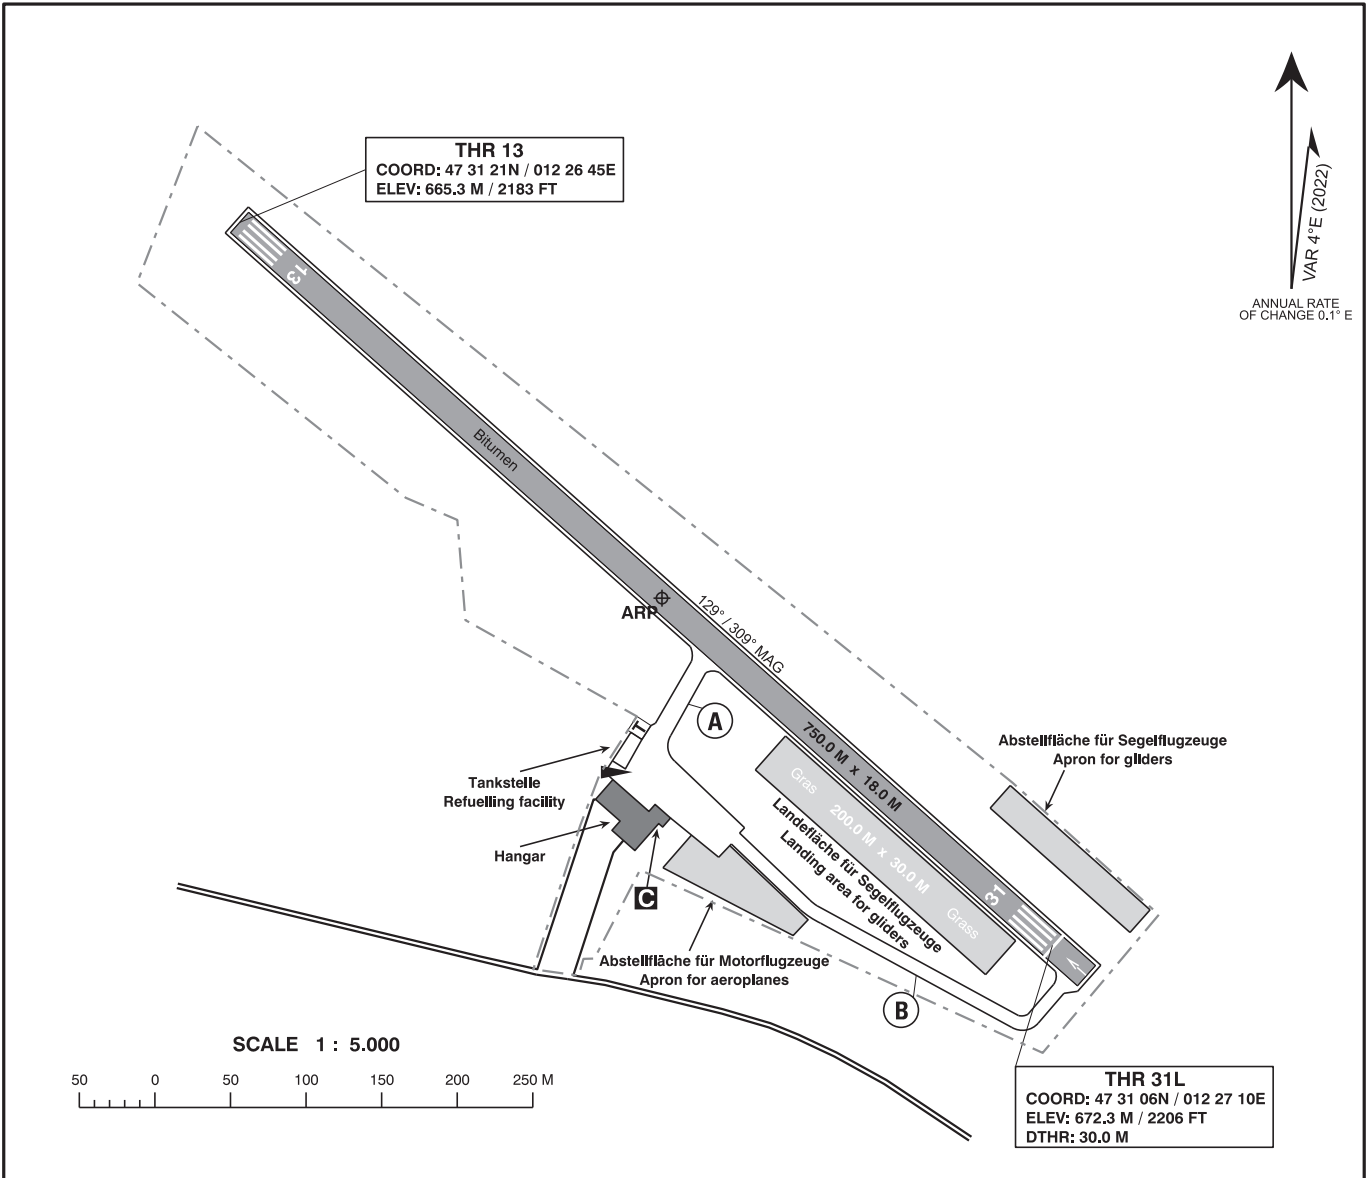 THR 13
COORD: 47 31 21N / 012 26 45E
ELEV: 665.3 M / 2183 FT
VAR 4°E (2022)
ANNUAL RATE
OF CHANGE 0.1° E
13
Bitumen
ARP
129° / 309° MAG
A
T
750.0 M x 18.0 M
Abstellfläche für Segelflugzeuge
Apron for gliders
Tankstelle
Refuelling facility
Gras 200.0 M x 30.0 M Grass
Landefläche für Segelflugzeuge
Landing area for gliders
Hangar
31
C
Abstellfläche für Motorflugzeuge
Apron for aeroplanes
B
SCALE 1 : 5.000
50 0 50 100 150 200 250 M
THR 31L
COORD: 47 31 06N / 012 27 10E
ELEV: 672.3 M / 2206 FT
DTHR: 30.0 M